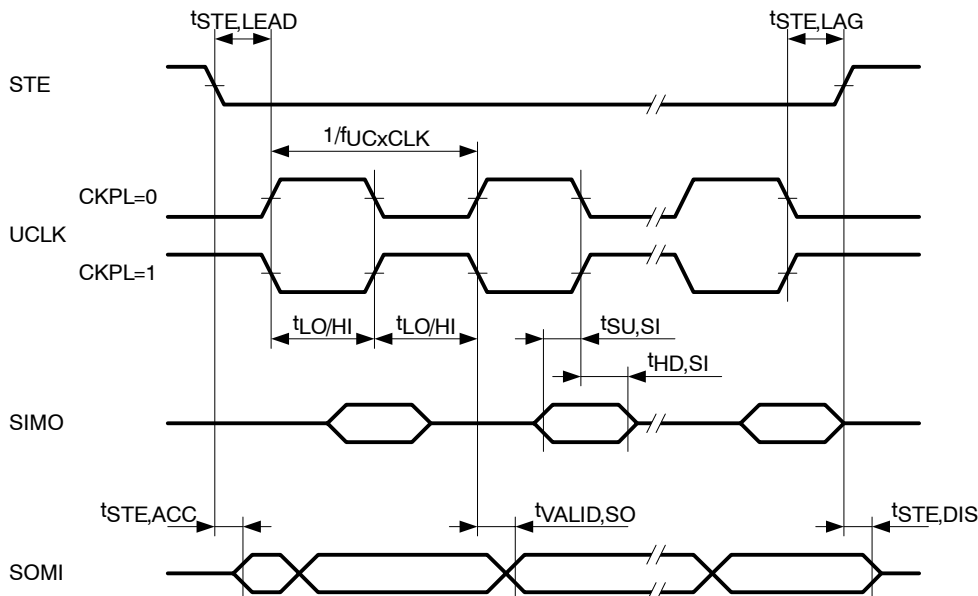 tSTE,LEAD
tSTE,LAG
STE
1/fUCxCLK
CKPL=0
UCLK
CKPL=1
tLO/HI
tLO/HI
tSU,SI
tHD,SI
SIMO
tSTE,ACC
tVALID,SO
tSTE,DIS
SOMI